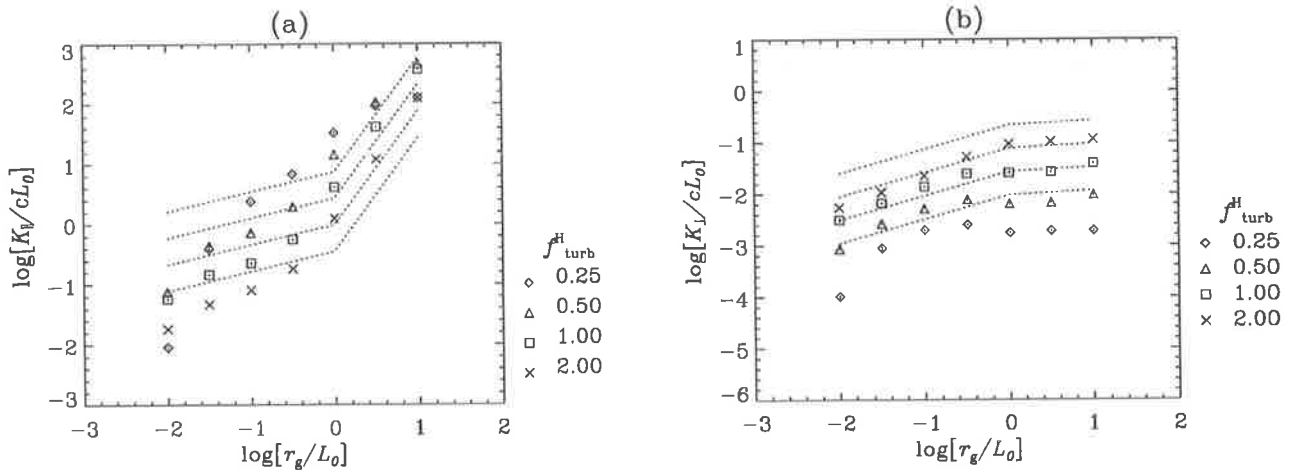 (a)
3
2
1
0
−1
−2
−3
log[K∥/cL0]
−3 −2 −1 0 1 2
log[rg/L0]
fHturb
◇ 0.25
△ 0.50
□ 1.00
× 2.00
(b)
1
0
−1
−2
−3
−4
−5
−6
log[K⊥/cL0]
−3 −2 −1 0 1 2
log[rg/L0]
fHturb
◇ 0.25
△ 0.50
□ 1.00
× 2.00